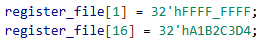 register_file[1] = 32'hFFFF_FFFF;
register_file[16] = 32'hA1B2C3D4;